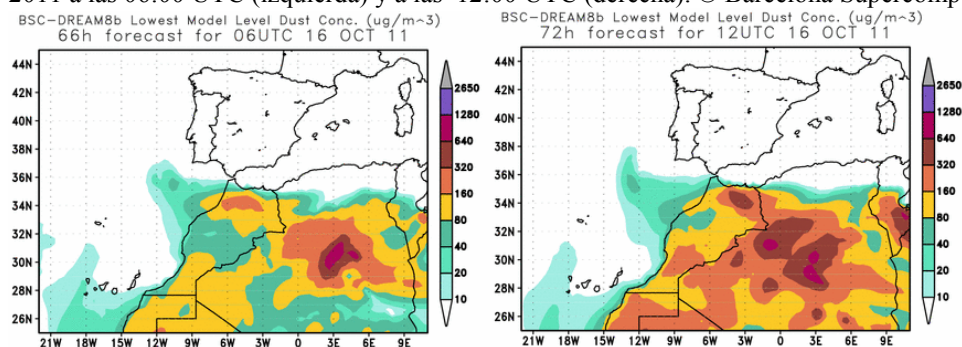 2011 a las 06:00 UTC (izquierda) y a las 12:00 UTC (derecha). © Barcelona Supercomp
BSC-DREAM8b Lowest Model Level Dust Conc. (ug/m^3)
66h forecast for 06UTC 16 OCT 11
44N
42N
40N
38N
36N
34N
32N
30N
28N
26N
21W 18W 15W 12W 9W 6W 3W 0 3E 6E 9E
2650
1280
640
320
160
80
40
20
10
BSC-DREAM8b Lowest Model Level Dust Conc. (ug/m^3)
72h forecast for 12UTC 16 OCT 11
44N
42N
40N
38N
36N
34N
32N
30N
28N
26N
21W 18W 15W 12W 9W 6W 3W 0 3E 6E 9E
2650
1280
640
320
160
80
40
20
10